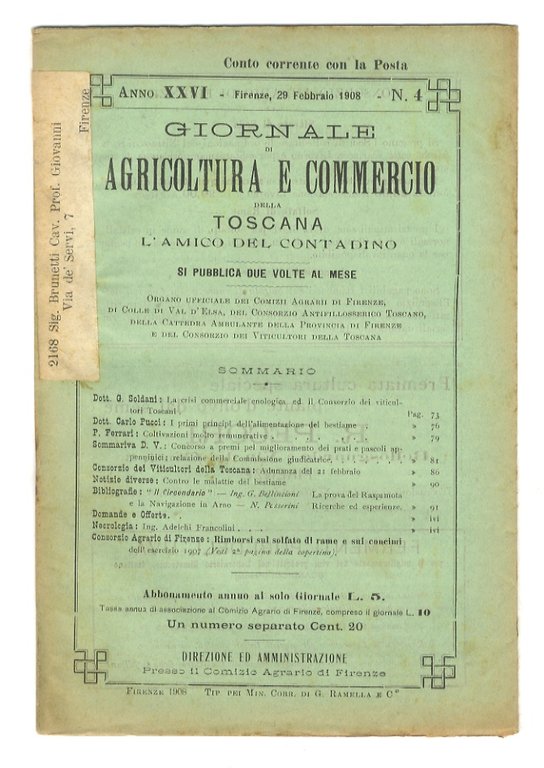 Conto corrente con la Posta
ANNO XXVI - Firenze, 29 Febbraio 1908 - N. 4
GIORNALE
DI
AGRICOLTURA E COMMERCIO
DELLA
TOSCANA
L'AMICO DEL CONTADINO
SI PUBBLICA DUE VOLTE AL MESE
ORGANO UFFICIALE DEI COMIZII AGRARII DI FIRENZE,
DI COLLE DI VAL D'ELSA, DEL CONSORZIO ANTIFILLOSSERICO TOSCANO,
DELLA CATTEDRA AMBULANTE DELLA PROVINCIA DI FIRENZE
E DEL CONSORZIO DEI VITICULTORI DELLA TOSCANA
SOMMARIO
Dott. G. Soldani: La crisi commerciale enologica ed il Consorzio dei viticul-
tori Toscani. Pag. 73
Dott. Carlo Pucci: I primi principî dell'alimentazione del bestiame » 76
P. Ferrari: Coltivazioni molto remunerative » 79
Sommariva D. V.: Concorso a premi pel miglioramento dei prati e pascoli ap-
penninici; relazione della Commissione giudicatrice. » 81
Consorzio dei Viticultori della Toscana: Adunanza del 21 febbraio » 86
Notizie diverse: Contro le malattie del bestiame » 90
Bibliografie: "Il Circondario" — Ing. G. Bellincioni La prova del Raspamota
e la Navigazione in Arno — N. Passerini Ricerche ed esperienze. » 91
Domande e Offerte. . . » ivi
Necrologia: Ing. Adelchi Francolini . . . » ivi
Consorzio Agrario di Firenze: Rimborsi sul solfato di rame e sui concimi
dell'esercizio 1907 (Vedi 2ª pagina della copertina).
Abbonamento annuo al solo Giornale L. 5.
Tassa annua di associazione al Comizio Agrario di Firenze, compreso il giornale L. 10
Un numero separato Cent. 20
DIREZIONE ED AMMINISTRAZIONE
Presso il Comizio Agrario di Firenze
FIRENZE 1908 TIP PEI MIN. CORR. DI G. RAMELLA E Cº
2168 Sig. Brunetti Cav. Prof. Giovanni
Via de' Servi, 7
Firenze